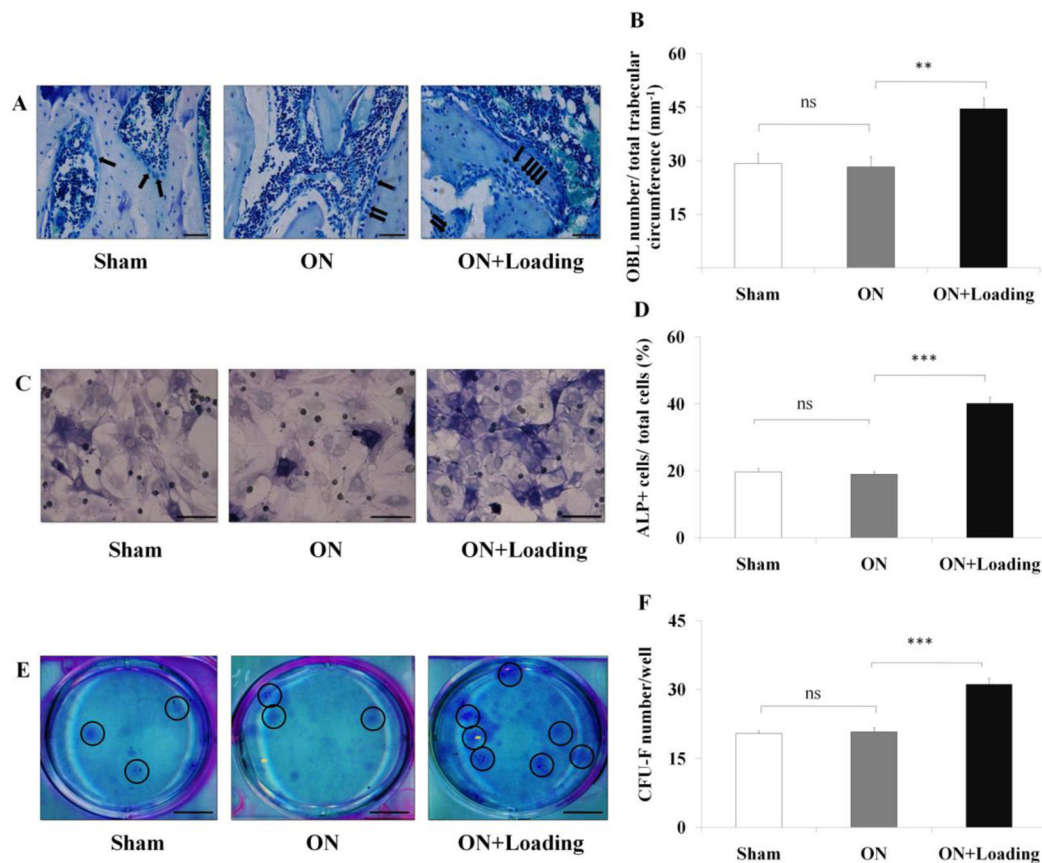 A
Sham
ON
ON+Loading
B
OBL number/ total trabecular
circumference (mm⁻¹)
60
45
30
15
ns
**
Sham
ON
ON+Loading
C
Sham
ON
ON+Loading
D
ALP+ cells/ total cells (%)
60
40
20
0
ns
***
Sham
ON
ON+Loading
E
Sham
ON
ON+Loading
F
CFU-F number/well
45
30
15
0
ns
***
Sham
ON
ON+Loading